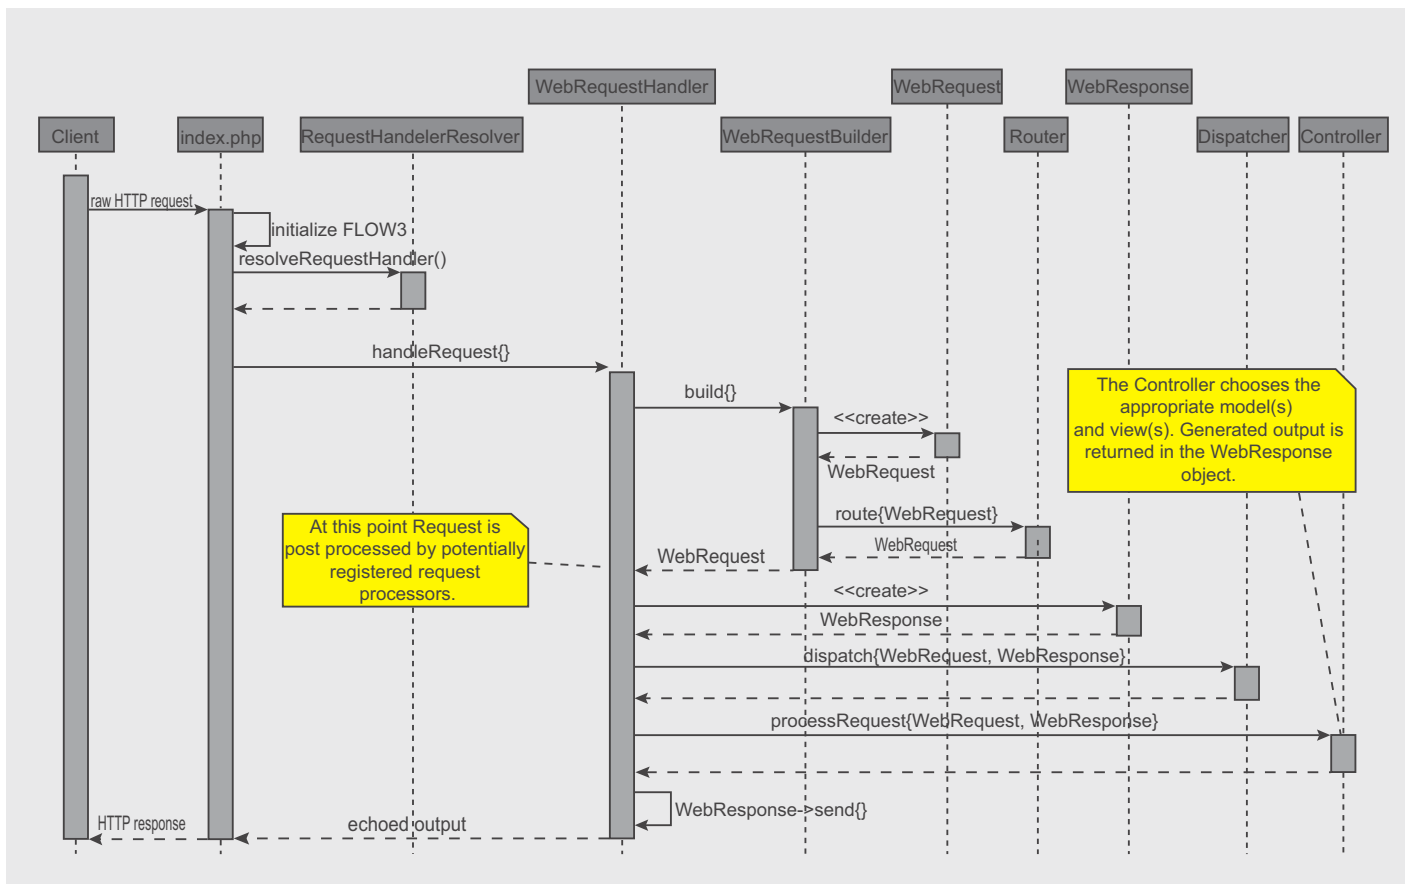 WebRequestHandler
WebRequest
WebResponse
Client
index.php
RequestHandelerResolver
WebRequestBuilder
Router
Dispatcher
Controller
raw HTTP request
initialize FLOW3
resolveRequestHandler()
handleRequest{}
build{}
<<create>>
WebRequest
The Controller chooses the
appropriate model(s)
and view(s). Generated output is
returned in the WebResponse
object.
route{WebRequest}
WebRequest
WebRequest
At this point Request is
post processed by potentially
registered request
processors.
<<create>>
WebResponse
dispatch{WebRequest, WebResponse}
processRequest{WebRequest, WebResponse}
WebResponse->send{}
echoed output
HTTP response